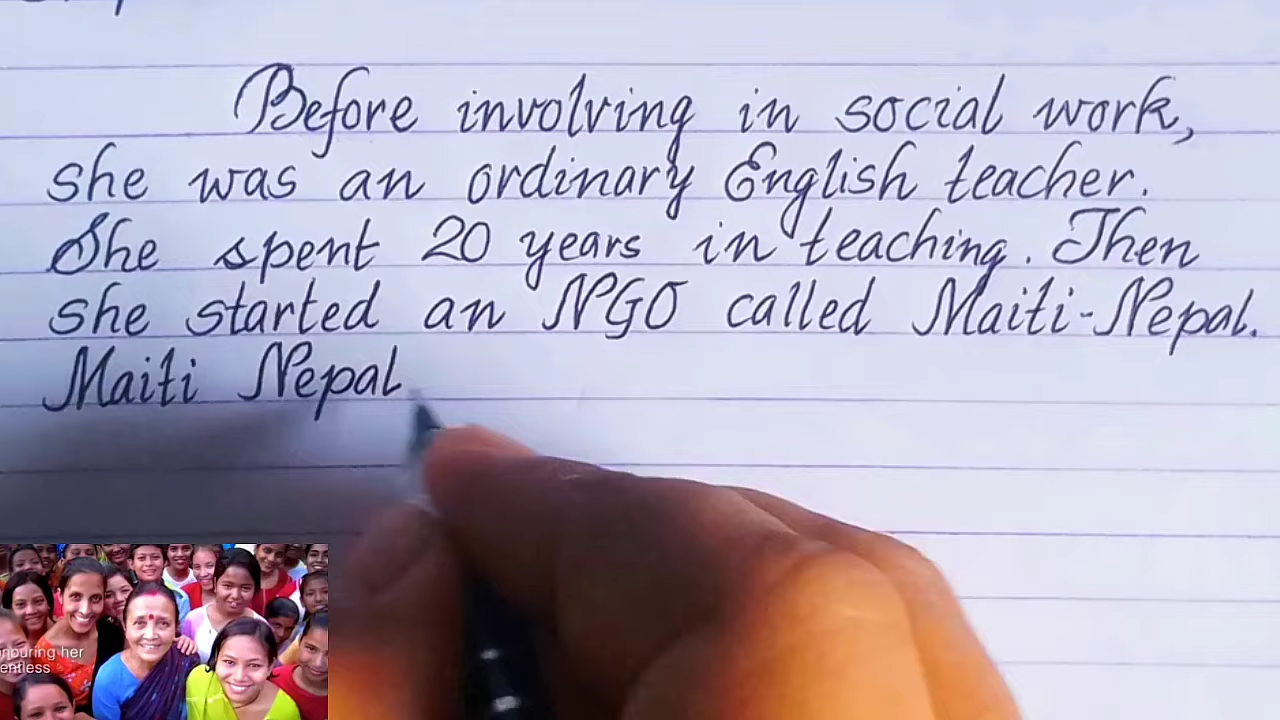 Before involving in social work,
she was an ordinary English teacher.
She spent 20 years in teaching. Then
she started an NGO called Maiti-Nepal.
Maiti Nepal
her